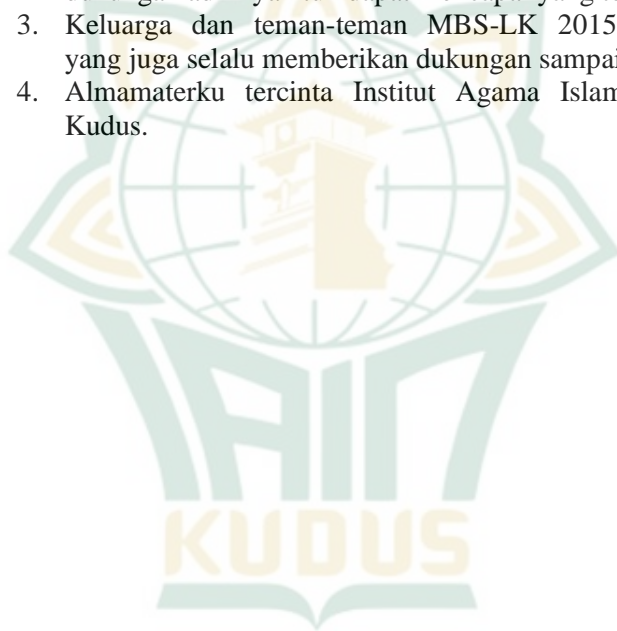 3. Keluarga dan teman-teman MBS-LK 2015
yang juga selalu memberikan dukungan sampai
4. Almamaterku tercinta Institut Agama Islam
Kudus.
IAIN
KUDUS